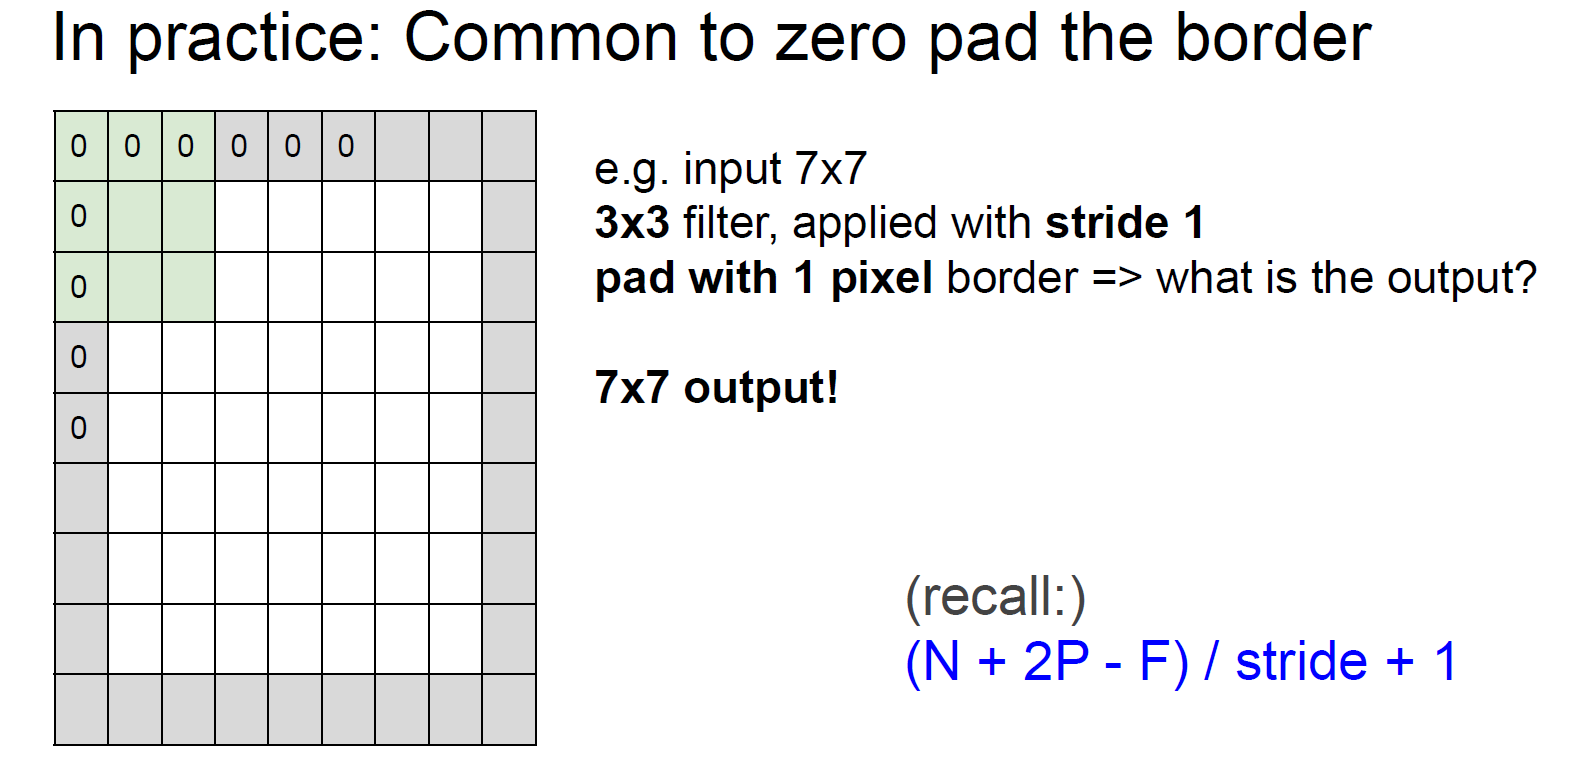 In practice: Common to zero pad the border
0 0 0 0 0 0
0
0
0
0
e.g. input 7x7
3x3 filter, applied with stride 1
pad with 1 pixel border => what is the output?
7x7 output!
(recall:)
(N + 2P - F) / stride + 1